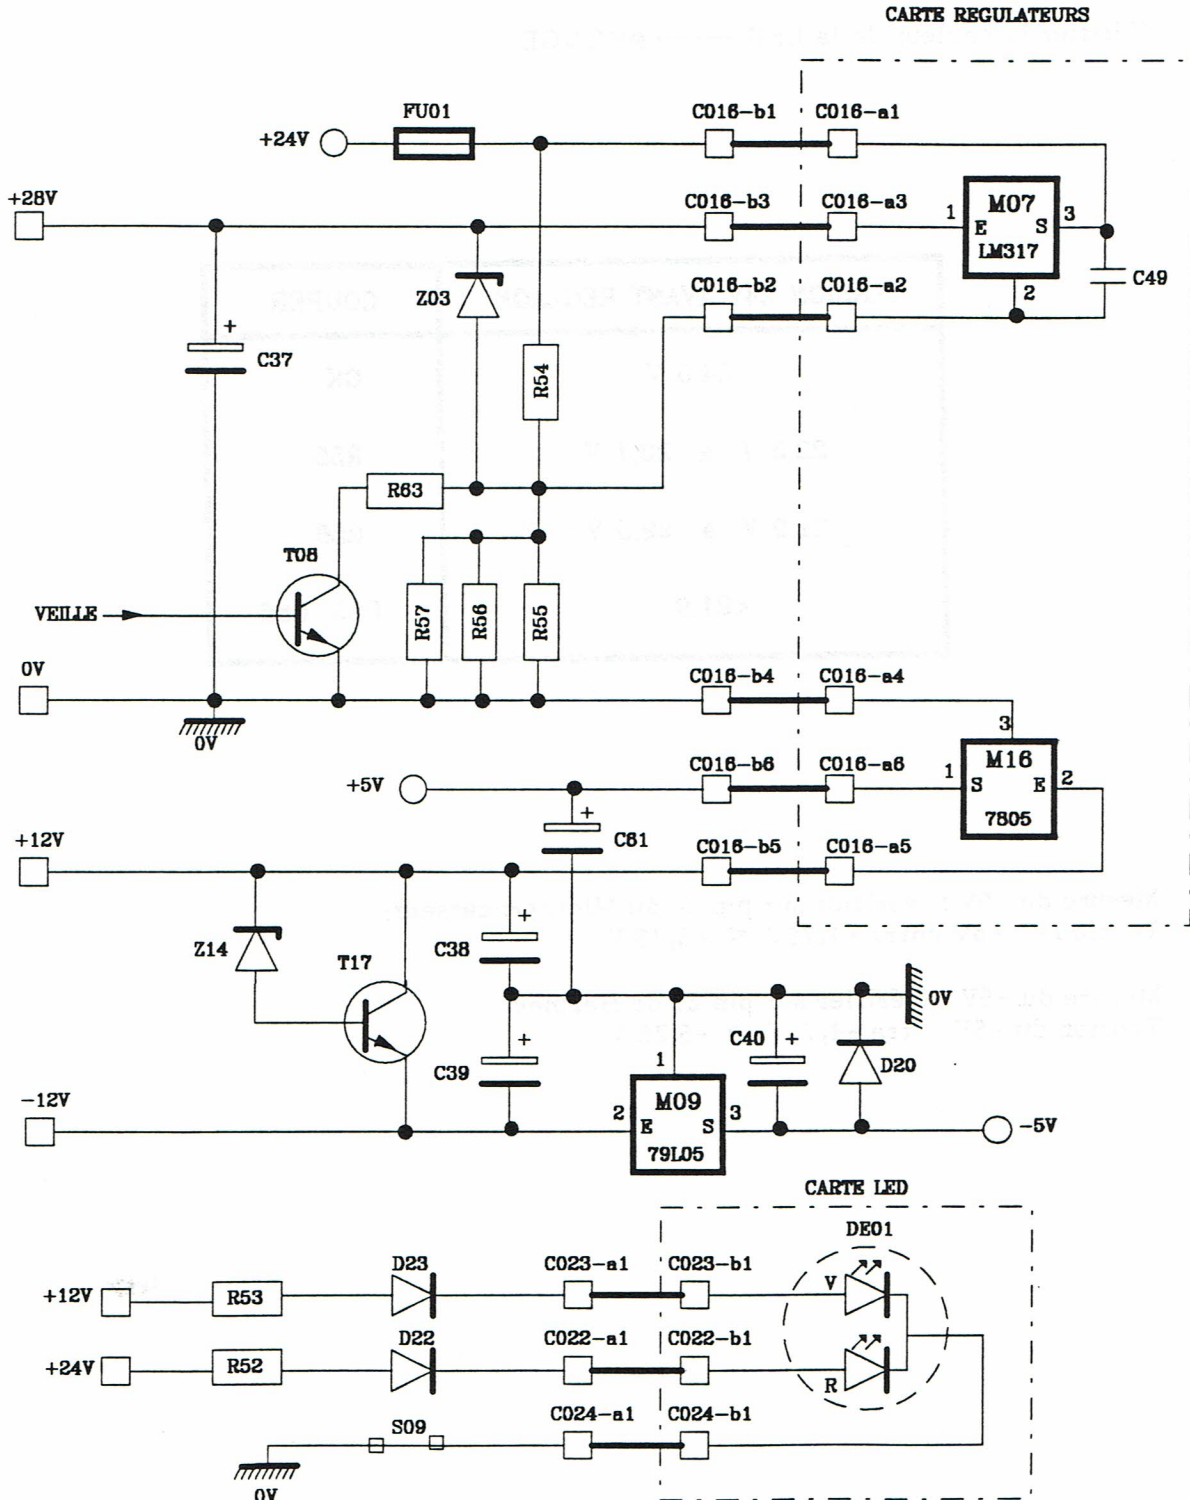 CARTE REGULATEURS
FU01
C016-b1 C016-a1
+24V
+28V
C016-b3 C016-a3
1 M07 3
E S
LM317
Z03
C016-b2 C016-a2
2
C49
+
C37
R54
R63
T08
VEILLE
R57
R56
R55
0V
C016-b4 C016-a4
0V
3
+5V
C016-b6 C016-a6
1 M16 2
S E
7805
+
C61
+12V
C016-b5 C016-a5
Z14
+
C38
T17
0V
+
C39
C40 +
D20
1
-12V
2 M09 3
E S
79L05
-5V
CARTE LED
DE01
D23
C023-a1 C023-b1
V
+12V
R53
D22
C022-a1 C022-b1
+24V
R52
R
S09
C024-a1 C024-b1
0V